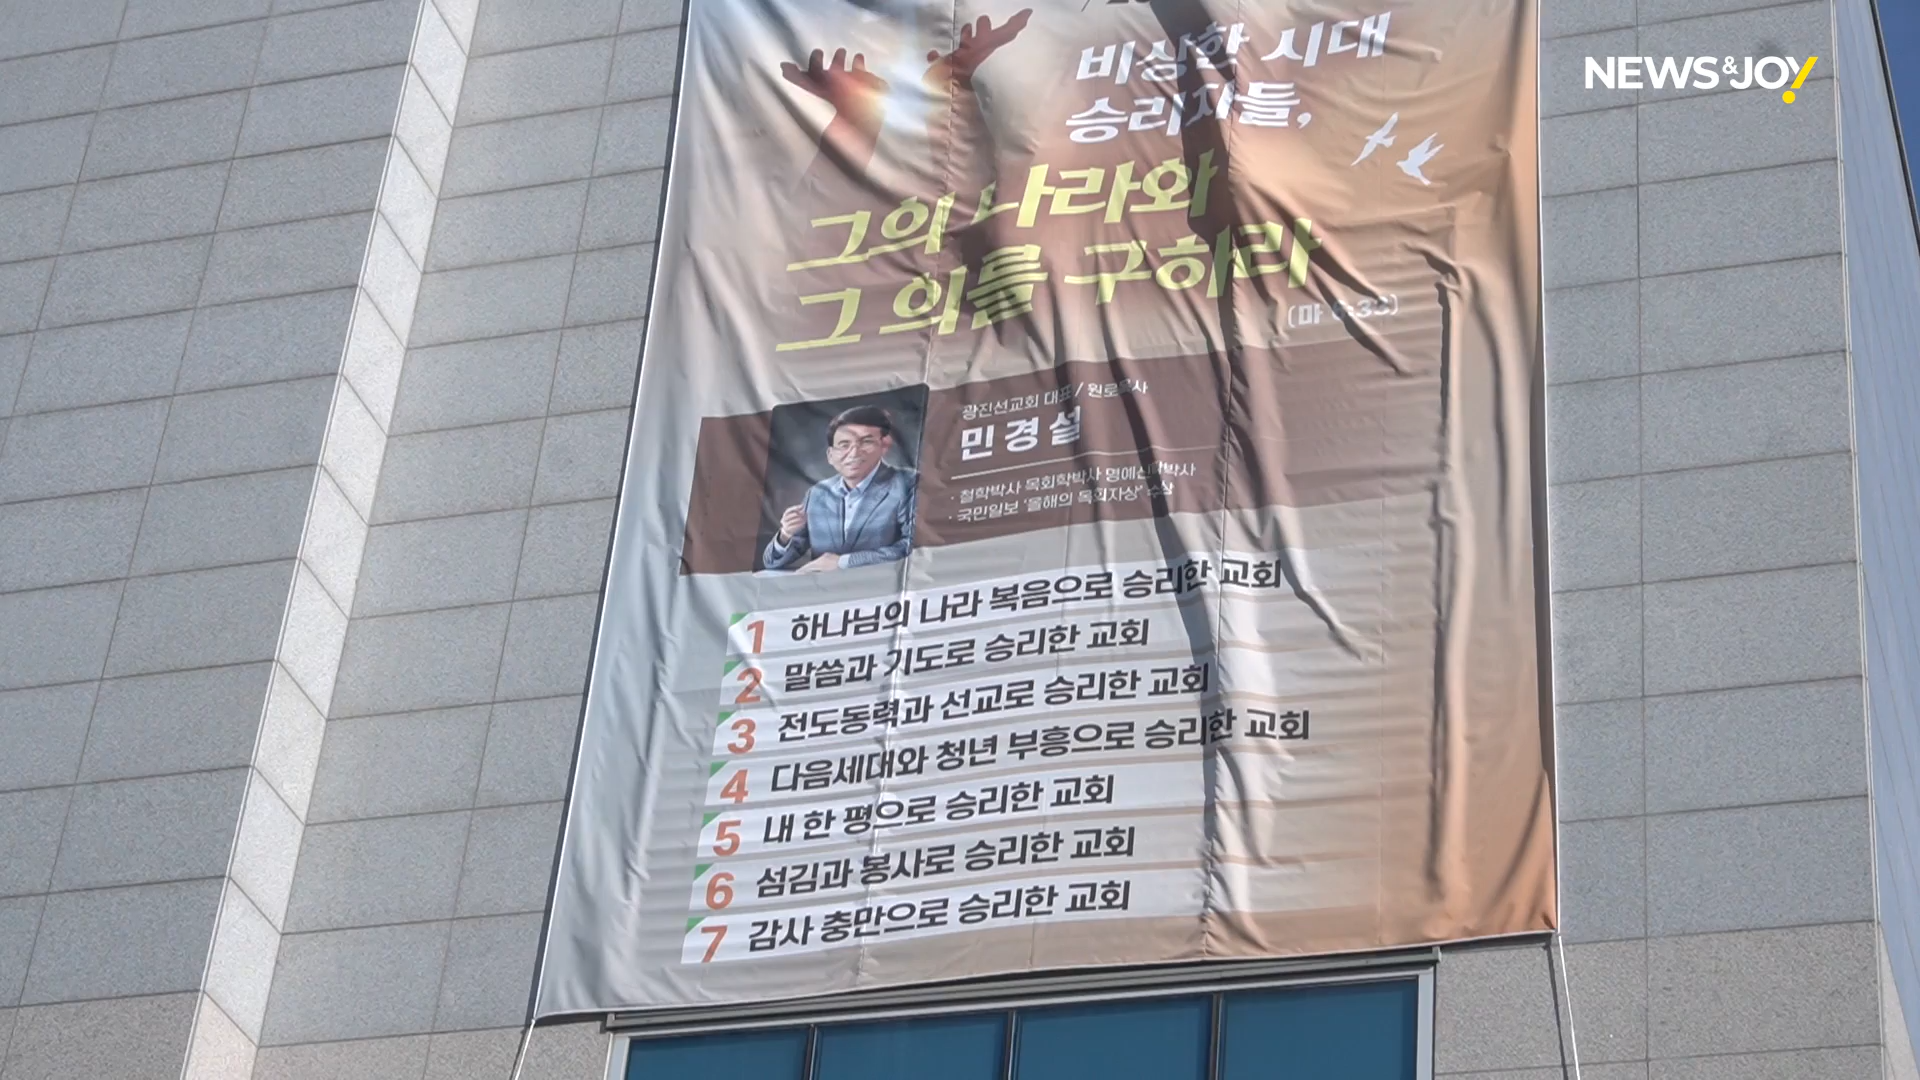 NEWS&JOY!
비상한 시대
승리자들,
그의 나라와
그 의를 구하라
(마 6:33)
광진선교회 대표 / 원로목사
민경설
· 철학박사 목회학박사 명예신학박사
· 국민일보 '올해의 목회자상' 수상
1 하나님의 나라 복음으로 승리한 교회
2 말씀과 기도로 승리한 교회
3 전도동력과 선교로 승리한 교회
4 다음세대와 청년 부흥으로 승리한 교회
5 내 한 평으로 승리한 교회
6 섬김과 봉사로 승리한 교회
7 감사 충만으로 승리한 교회